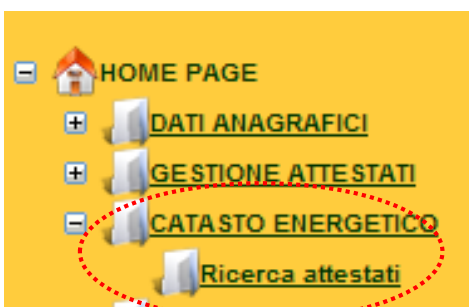 HOME PAGE
DATI ANAGRAFICI
GESTIONE ATTESTATI
CATASTO ENERGETICO
Ricerca attestati